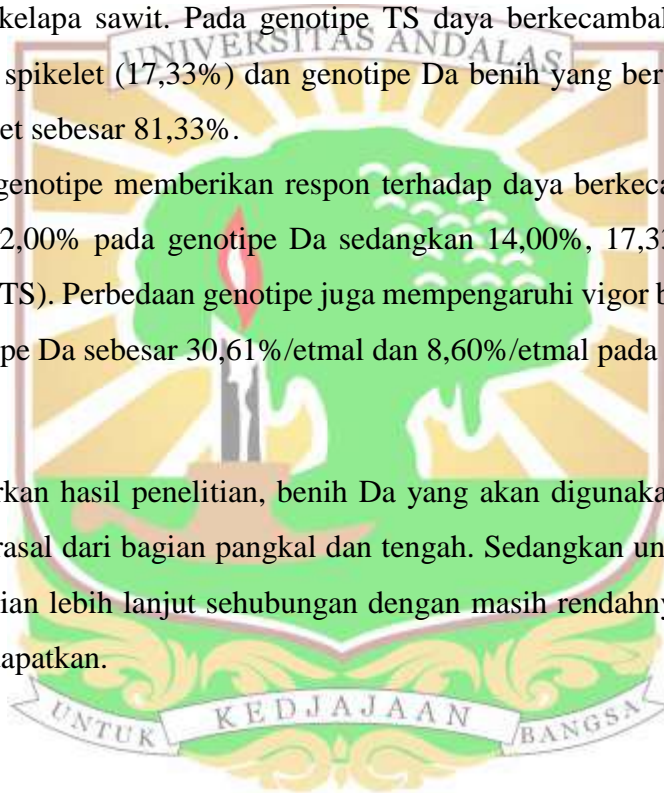 kelapa sawit. Pada genotipe TS daya berkecambah
UNIVERSITAS ANDALAS
spikelet (17,33%) dan genotipe Da benih yang ber
et sebesar 81,33%.
genotipe memberikan respon terhadap daya berkeca
2,00% pada genotipe Da sedangkan 14,00%, 17,33
TS). Perbedaan genotipe juga mempengaruhi vigor b
pe Da sebesar 30,61%/etmal dan 8,60%/etmal pada
rkan hasil penelitian, benih Da yang akan digunaka
rasal dari bagian pangkal dan tengah. Sedangkan un
ian lebih lanjut sehubungan dengan masih rendahny
dapatkan.
UNTUK KEDJAJAAN BANGSA